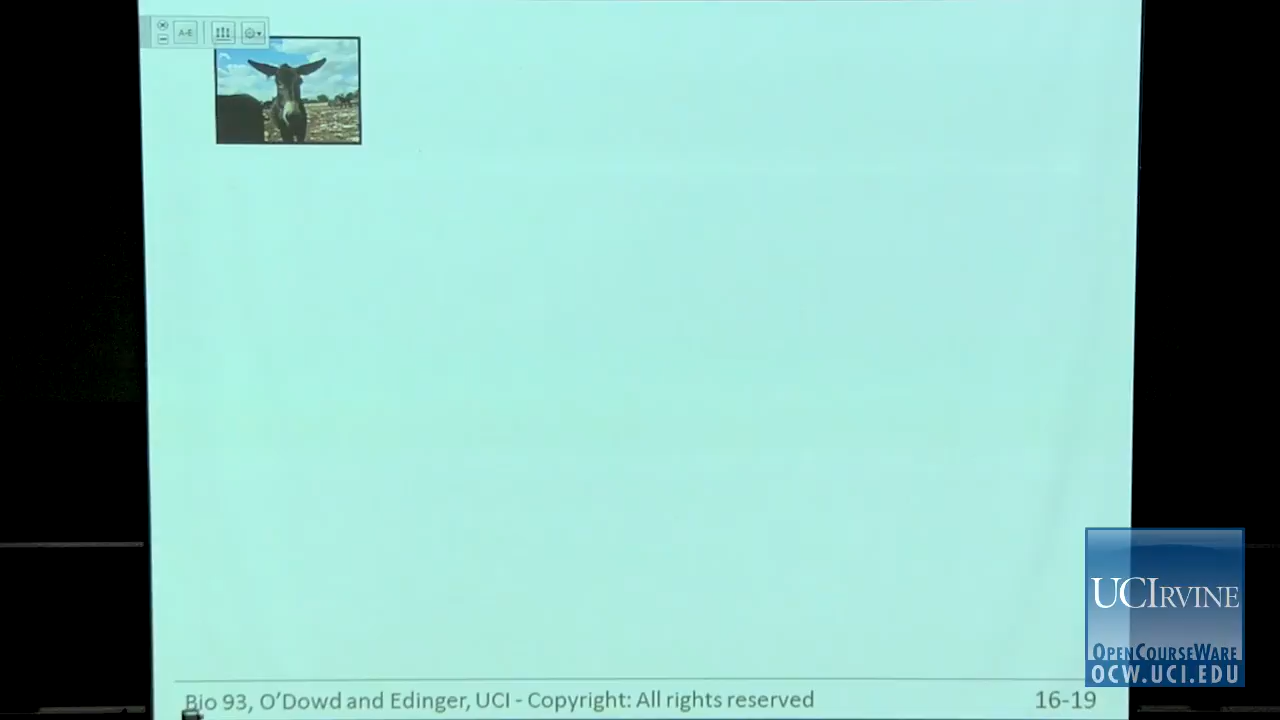 A-E
Bio 93, O'Dowd and Edinger, UCI - Copyright: All rights reserved
16-19
UCIRVINE
OPENCOURSEWARE
OCW.UCI.EDU